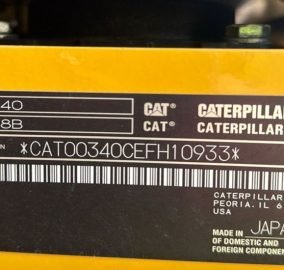 40 CAT® CATERPILLAR
8B CAT® CATERPILLAR
N *CAT00340CEFH10933*
CATERPILLAR
PEORIA, IL 6
USA
MADE IN JAPA
OF DOMESTIC AND
FOREIGN COMPONEN